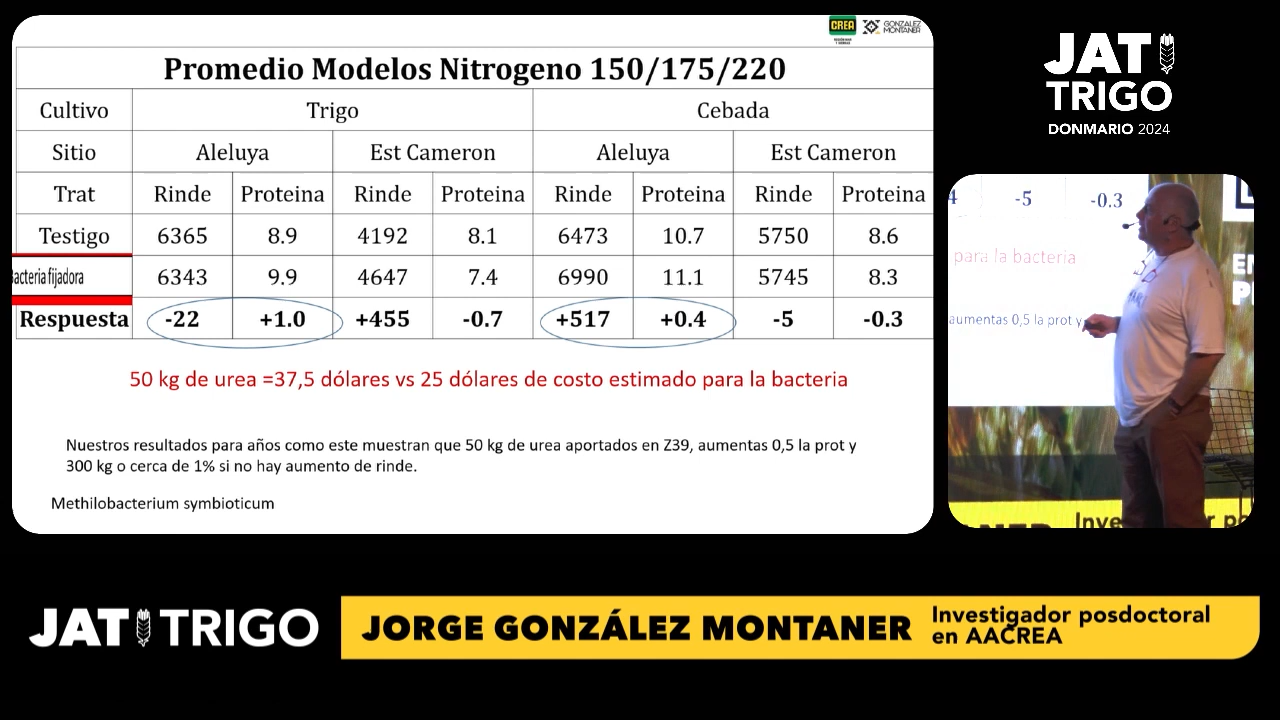 CREA
GONZALEZ
MONTANER
Promedio Modelos Nitrogeno 150/175/220
Cultivo Trigo Cebada
Sitio Aleluya Est Cameron Aleluya Est Cameron
Trat Rinde Proteina Rinde Proteina Rinde Proteina Rinde Proteina
Testigo 6365 8.9 4192 8.1 6473 10.7 5750 8.6
Bacteria fijadora 6343 9.9 4647 7.4 6990 11.1 5745 8.3
Respuesta -22 +1.0 +455 -0.7 +517 +0.4 -5 -0.3
50 kg de urea =37,5 dólares vs 25 dólares de costo estimado para la bacteria
Nuestros resultados para años como este muestran que 50 kg de urea aportados en Z39, aumentas 0,5 la prot y
300 kg o cerca de 1% si no hay aumento de rinde.
Methilobacterium symbioticum
JAT
TRIGO
DONMARIO 2024
-5 -0.3
para la bacteria
aumentas 0,5 la prot y
JAT TRIGO
JORGE GONZÁLEZ MONTANER
Investigador posdoctoral
en AACREA